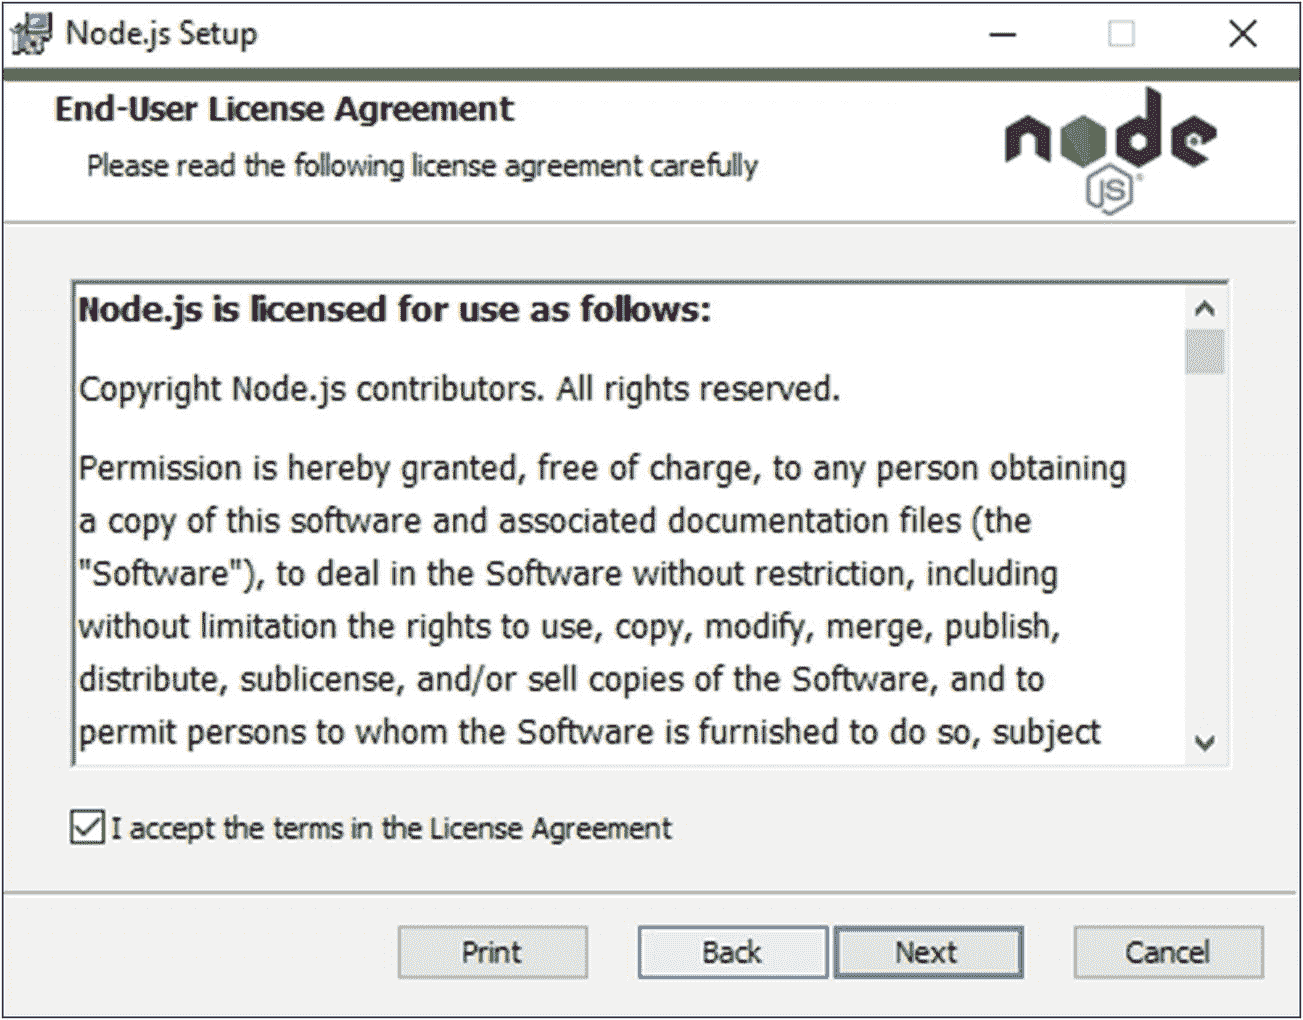 Node.js Setup
End-User License Agreement
Please read the following license agreement carefully
node
JS
Node.js is licensed for use as follows:
Copyright Node.js contributors. All rights reserved.
Permission is hereby granted, free of charge, to any person obtaining
a copy of this software and associated documentation files (the
"Software"), to deal in the Software without restriction, including
without limitation the rights to use, copy, modify, merge, publish,
distribute, sublicense, and/or sell copies of the Software, and to
permit persons to whom the Software is furnished to do so, subject
I accept the terms in the License Agreement
Print Back Next Cancel